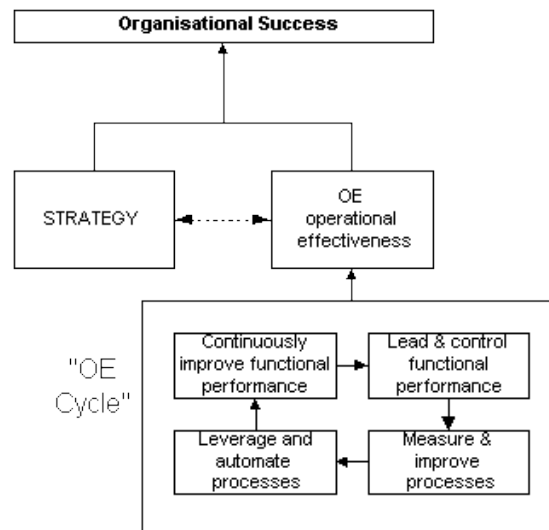 Organisational Success
STRATEGY
OE
operational
effectiveness
"OE
Cycle"
Continuously
improve functional
performance
Lead & control
functional
performance
Leverage and
automate
processes
Measure &
improve
processes